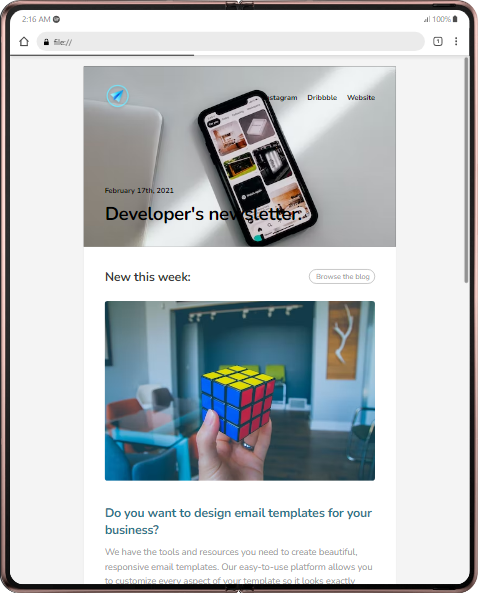 2:16 AM
100%
file://
1
stagram Dribbble Website
February 17th, 2021
Developer's newsletter.
New this week:
Browse the blog
Do you want to design email templates for your
business?
We have the tools and resources you need to create beautiful,
responsive email templates. Our easy-to-use platform allows you
to customize every aspect of your template so it looks exactly